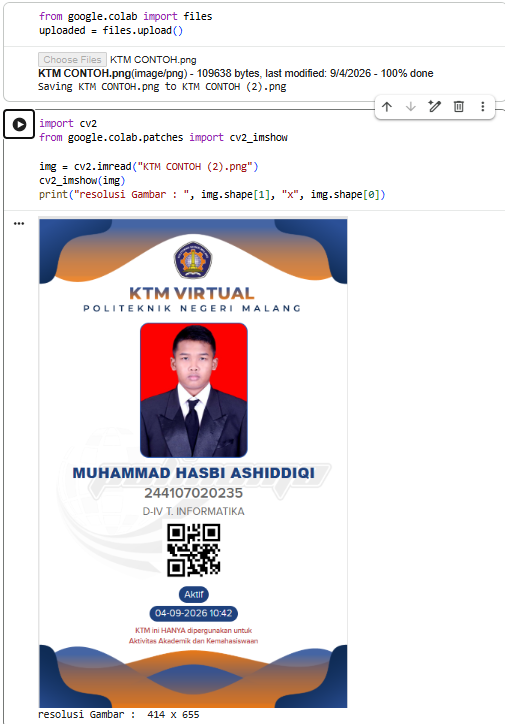 from google.colab import files
uploaded = files.upload()
Choose Files KTM CONTOH.png
KTM CONTOH.png(image/png) - 109638 bytes, last modified: 9/4/2026 - 100% done
Saving KTM CONTOH.png to KTM CONTOH (2).png
import cv2
from google.colab.patches import cv2_imshow
img = cv2.imread("KTM CONTOH (2).png")
cv2_imshow(img)
print("resolusi Gambar : ", img.shape[1], "x", img.shape[0])
KTM VIRTUAL
POLITEKNIK NEGERI MALANG
MUHAMMAD HASBI ASHIDDIQI
244107020235
D-IV T. INFORMATIKA
Aktif
04-09-2026 10:42
KTM ini HANYA dipergunakan untuk
Aktivitas Akademik dan Kemahasiswaan
resolusi Gambar :  414 x 655